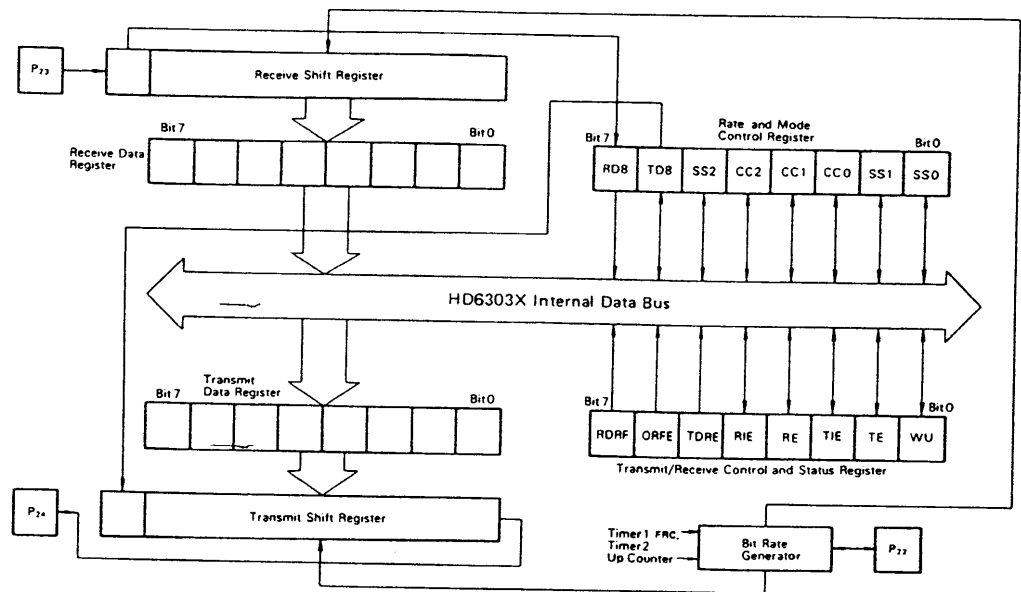 P23
Receive Shift Register
Bit 7
Bit 0
Receive Data
Register
Rate and Mode
Control Register
Bit 7
Bit 0
RD8 TD8 SS2 CC2 CC1 CC0 SS1 SS0
HD6303X Internal Data Bus
Transmit
Data Register
Bit 7
Bit 0
Bit 7
Bit 0
RDRF ORFE TDRE RIE RE TIE TE WU
Transmit/Receive Control and Status Register
P24
Transmit Shift Register
Timer1 FRC,
Timer2
Up Counter
Bit Rate
Generator
P22